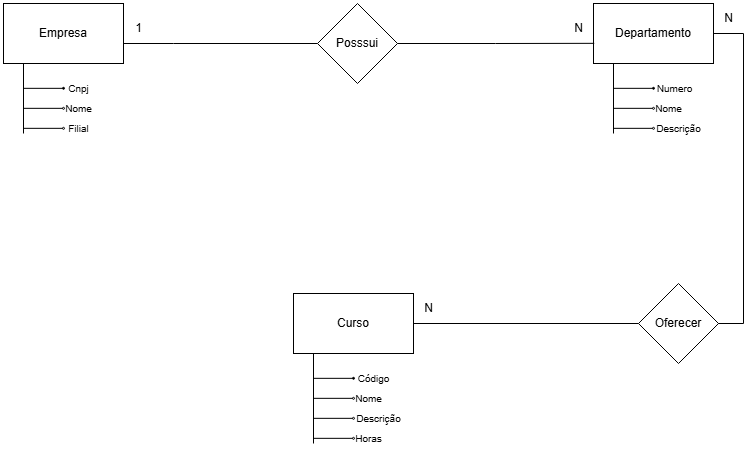 Empresa
1
Posssui
N
Departamento
N
Cnpj
Nome
Filial
Numero
Nome
Descrição
Curso
N
Oferecer
Código
Nome
Descrição
Horas